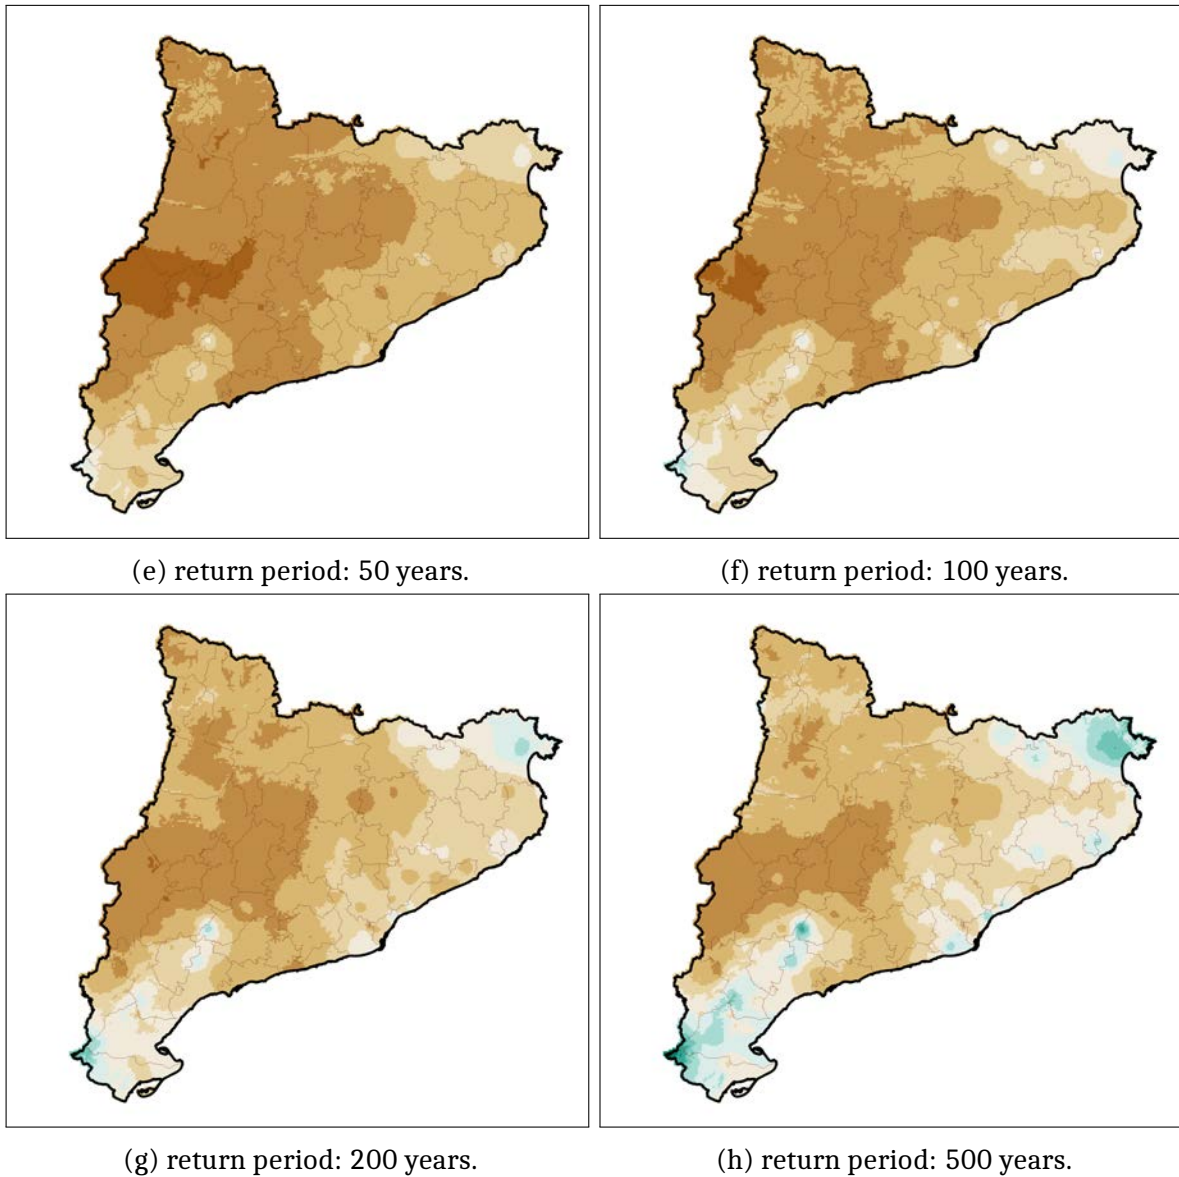 (e) return period: 50 years.
(f) return period: 100 years.
(g) return period: 200 years.
(h) return period: 500 years.